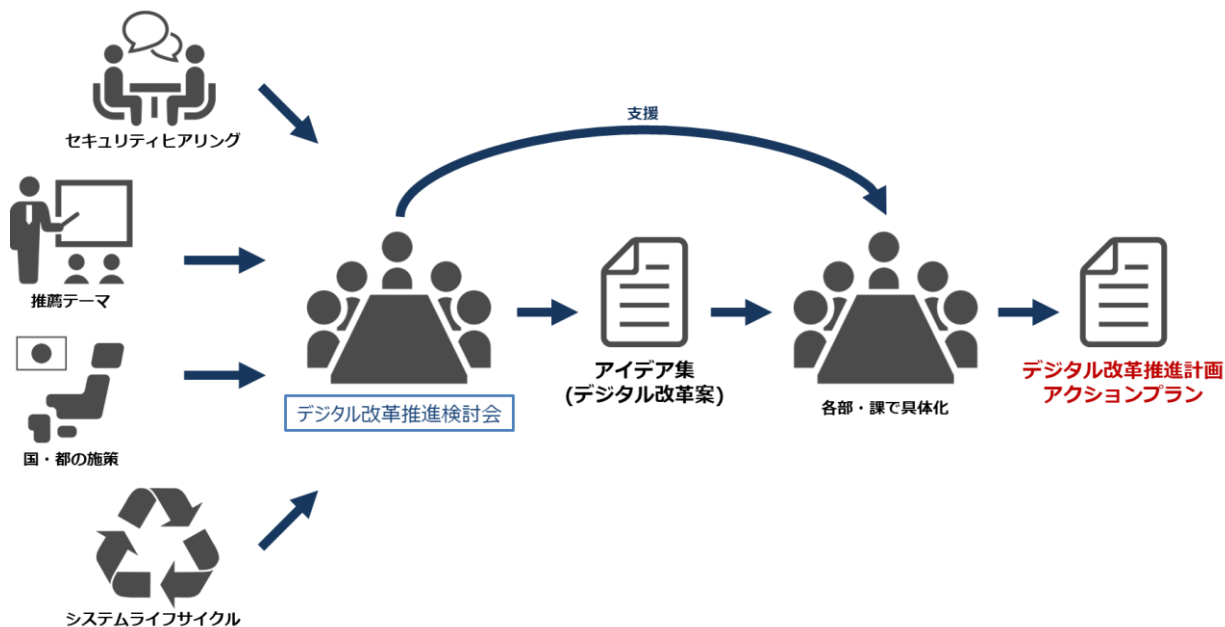 セキュリティヒアリング
推薦テーマ
国・都の施策
システムライフサイクル
支援
デジタル改革推進検討会
アイデア集
(デジタル改革案)
各部・課で具体化
デジタル改革推進計画
アクションプラン